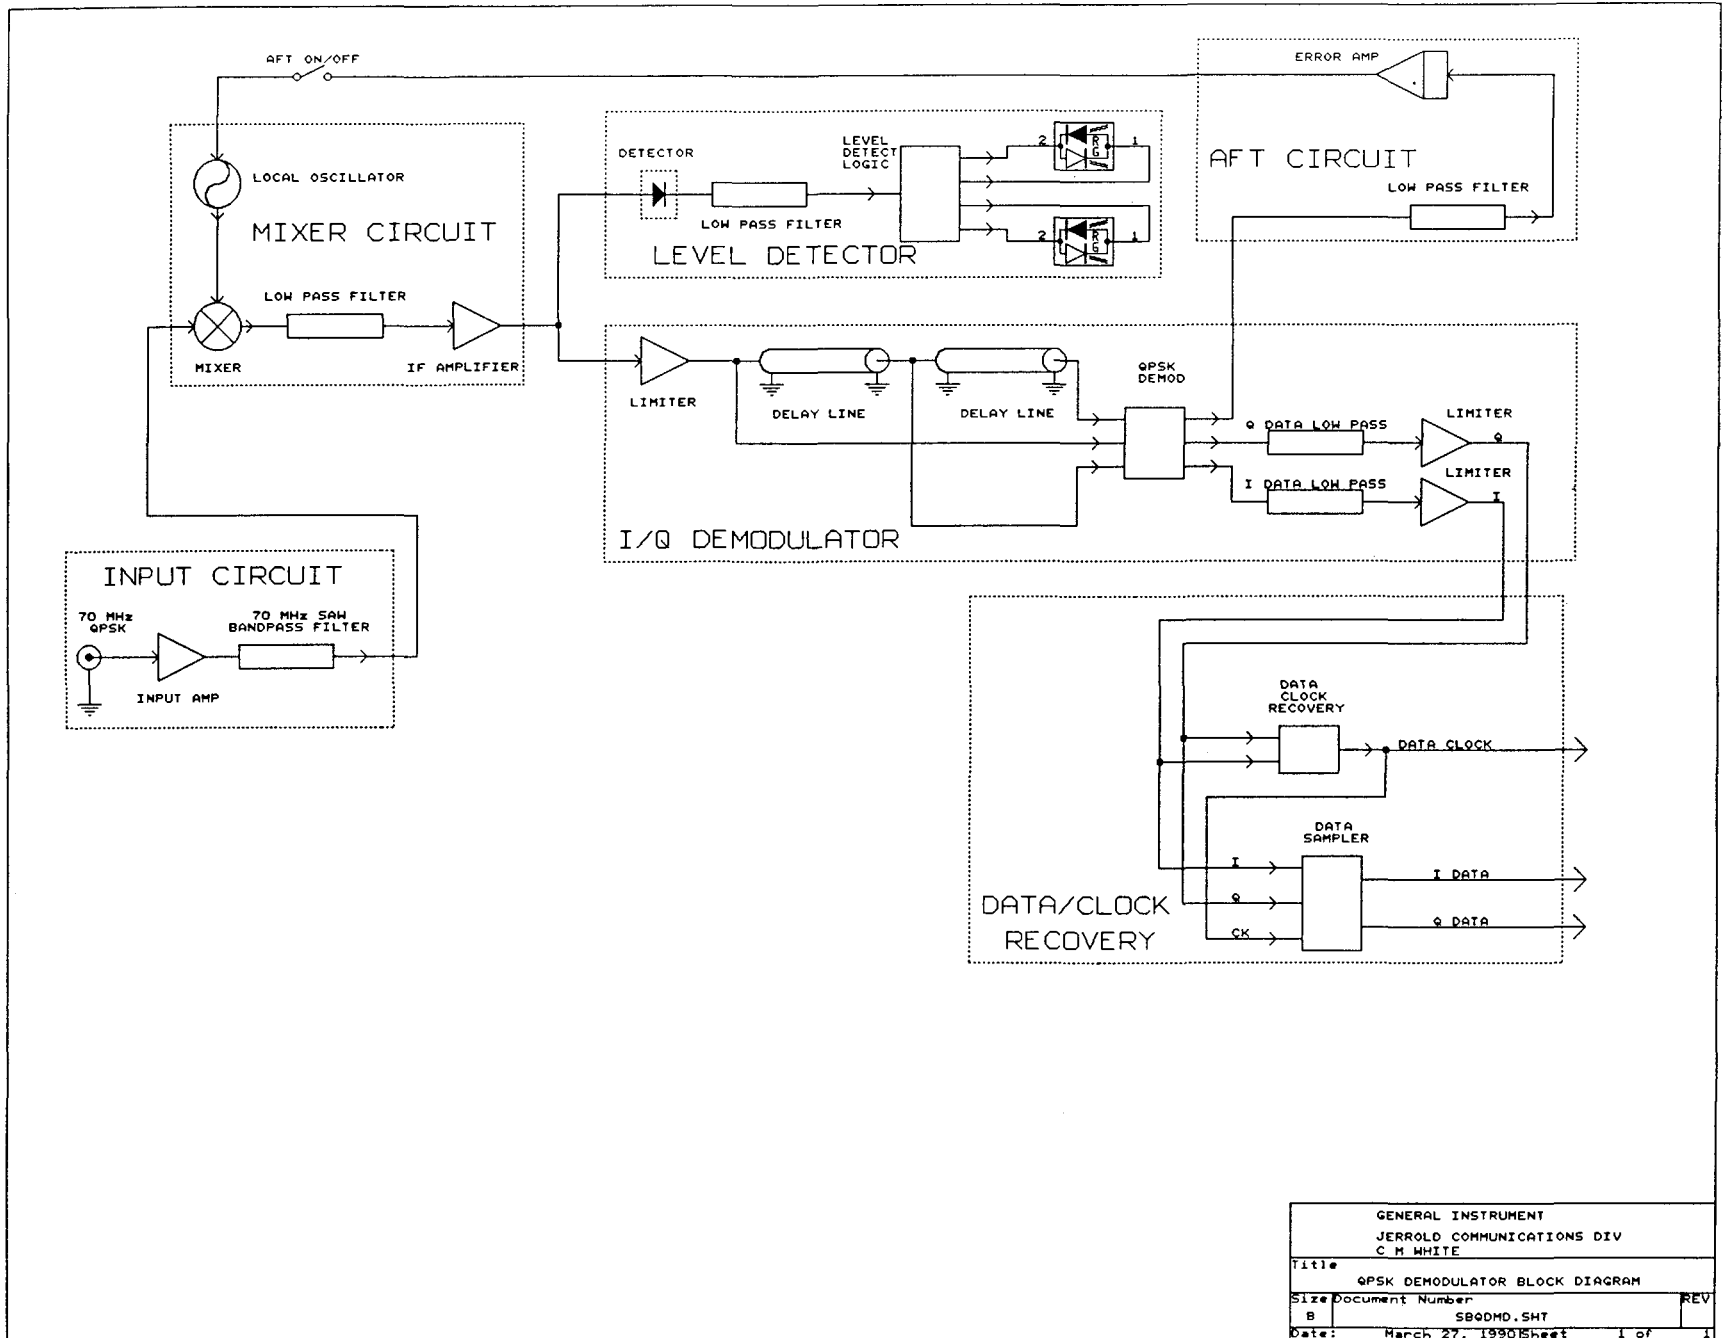 AFT ON/OFF
ERROR AMP
AFT CIRCUIT
LOW PASS FILTER
LOCAL OSCILLATOR
MIXER CIRCUIT
LOW PASS FILTER
MIXER
IF AMPLIFIER
DETECTOR
LEVEL
DETECT
LOGIC
LOW PASS FILTER
LEVEL DETECTOR
2
R
G
1
2
R
G
1
LIMITER
DELAY LINE
DELAY LINE
QPSK
DEMOD
Q DATA LOW PASS
LIMITER
Q
I DATA LOW PASS
LIMITER
I
I/Q DEMODULATOR
INPUT CIRCUIT
70 MHz
QPSK
70 MHz SAW
BANDPASS FILTER
INPUT AMP
DATA
CLOCK
RECOVERY
DATA CLOCK
DATA
SAMPLER
I
Q
CK
I DATA
Q DATA
DATA/CLOCK
RECOVERY
GENERAL INSTRUMENT
JERROLD COMMUNICATIONS DIV
C M WHITE
Title
QPSK DEMODULATOR BLOCK DIAGRAM
Size Document Number REV
B SBQDMD.SHT
Date: March 27, 1990 Sheet 1 of 1